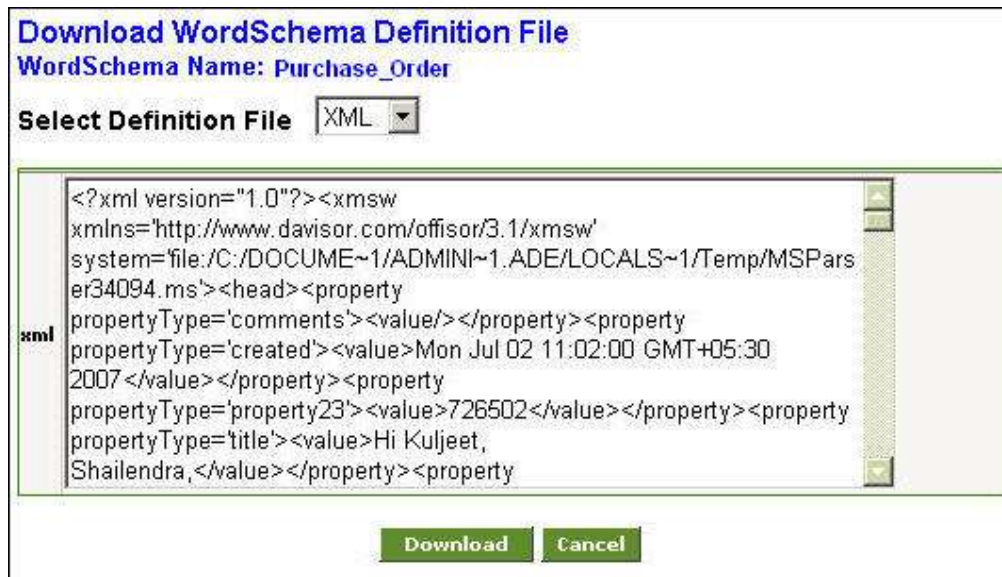 Download WordSchema Definition File
WordSchema Name: Purchase_Order
Select Definition File XML
xml
<?xml version="1.0"?><xmsw
xmlns='http://www.davisor.com/offisor/3.1/xmsw'
system='file:/C:/DOCUME~1/ADMINI~1.ADE/LOCALS~1/Temp/MSPars
er34094.ms'><head><property
propertyType='comments'><value/></property><property
propertyType='created'><value>Mon Jul 02 11:02:00 GMT+05:30
2007</value></property><property
propertyType='property23'><value>726502</value></property><property
propertyType='title'><value>Hi Kuljeet,
Shailendra,</value></property><property
Download Cancel